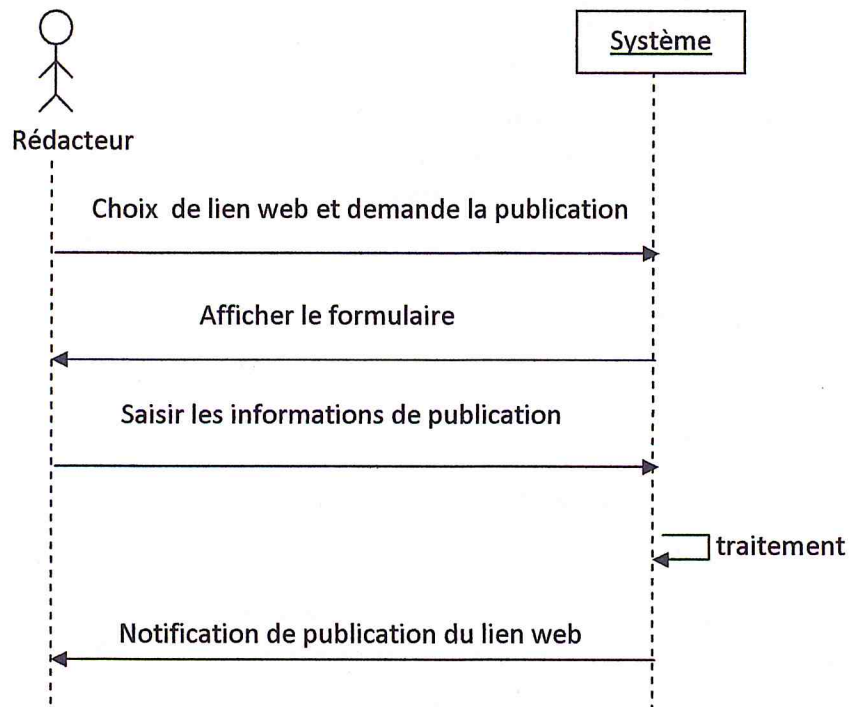 Système
Rédacteur
Choix de lien web et demande la publication
Afficher le formulaire
Saisir les informations de publication
traitement
Notification de publication du lien web